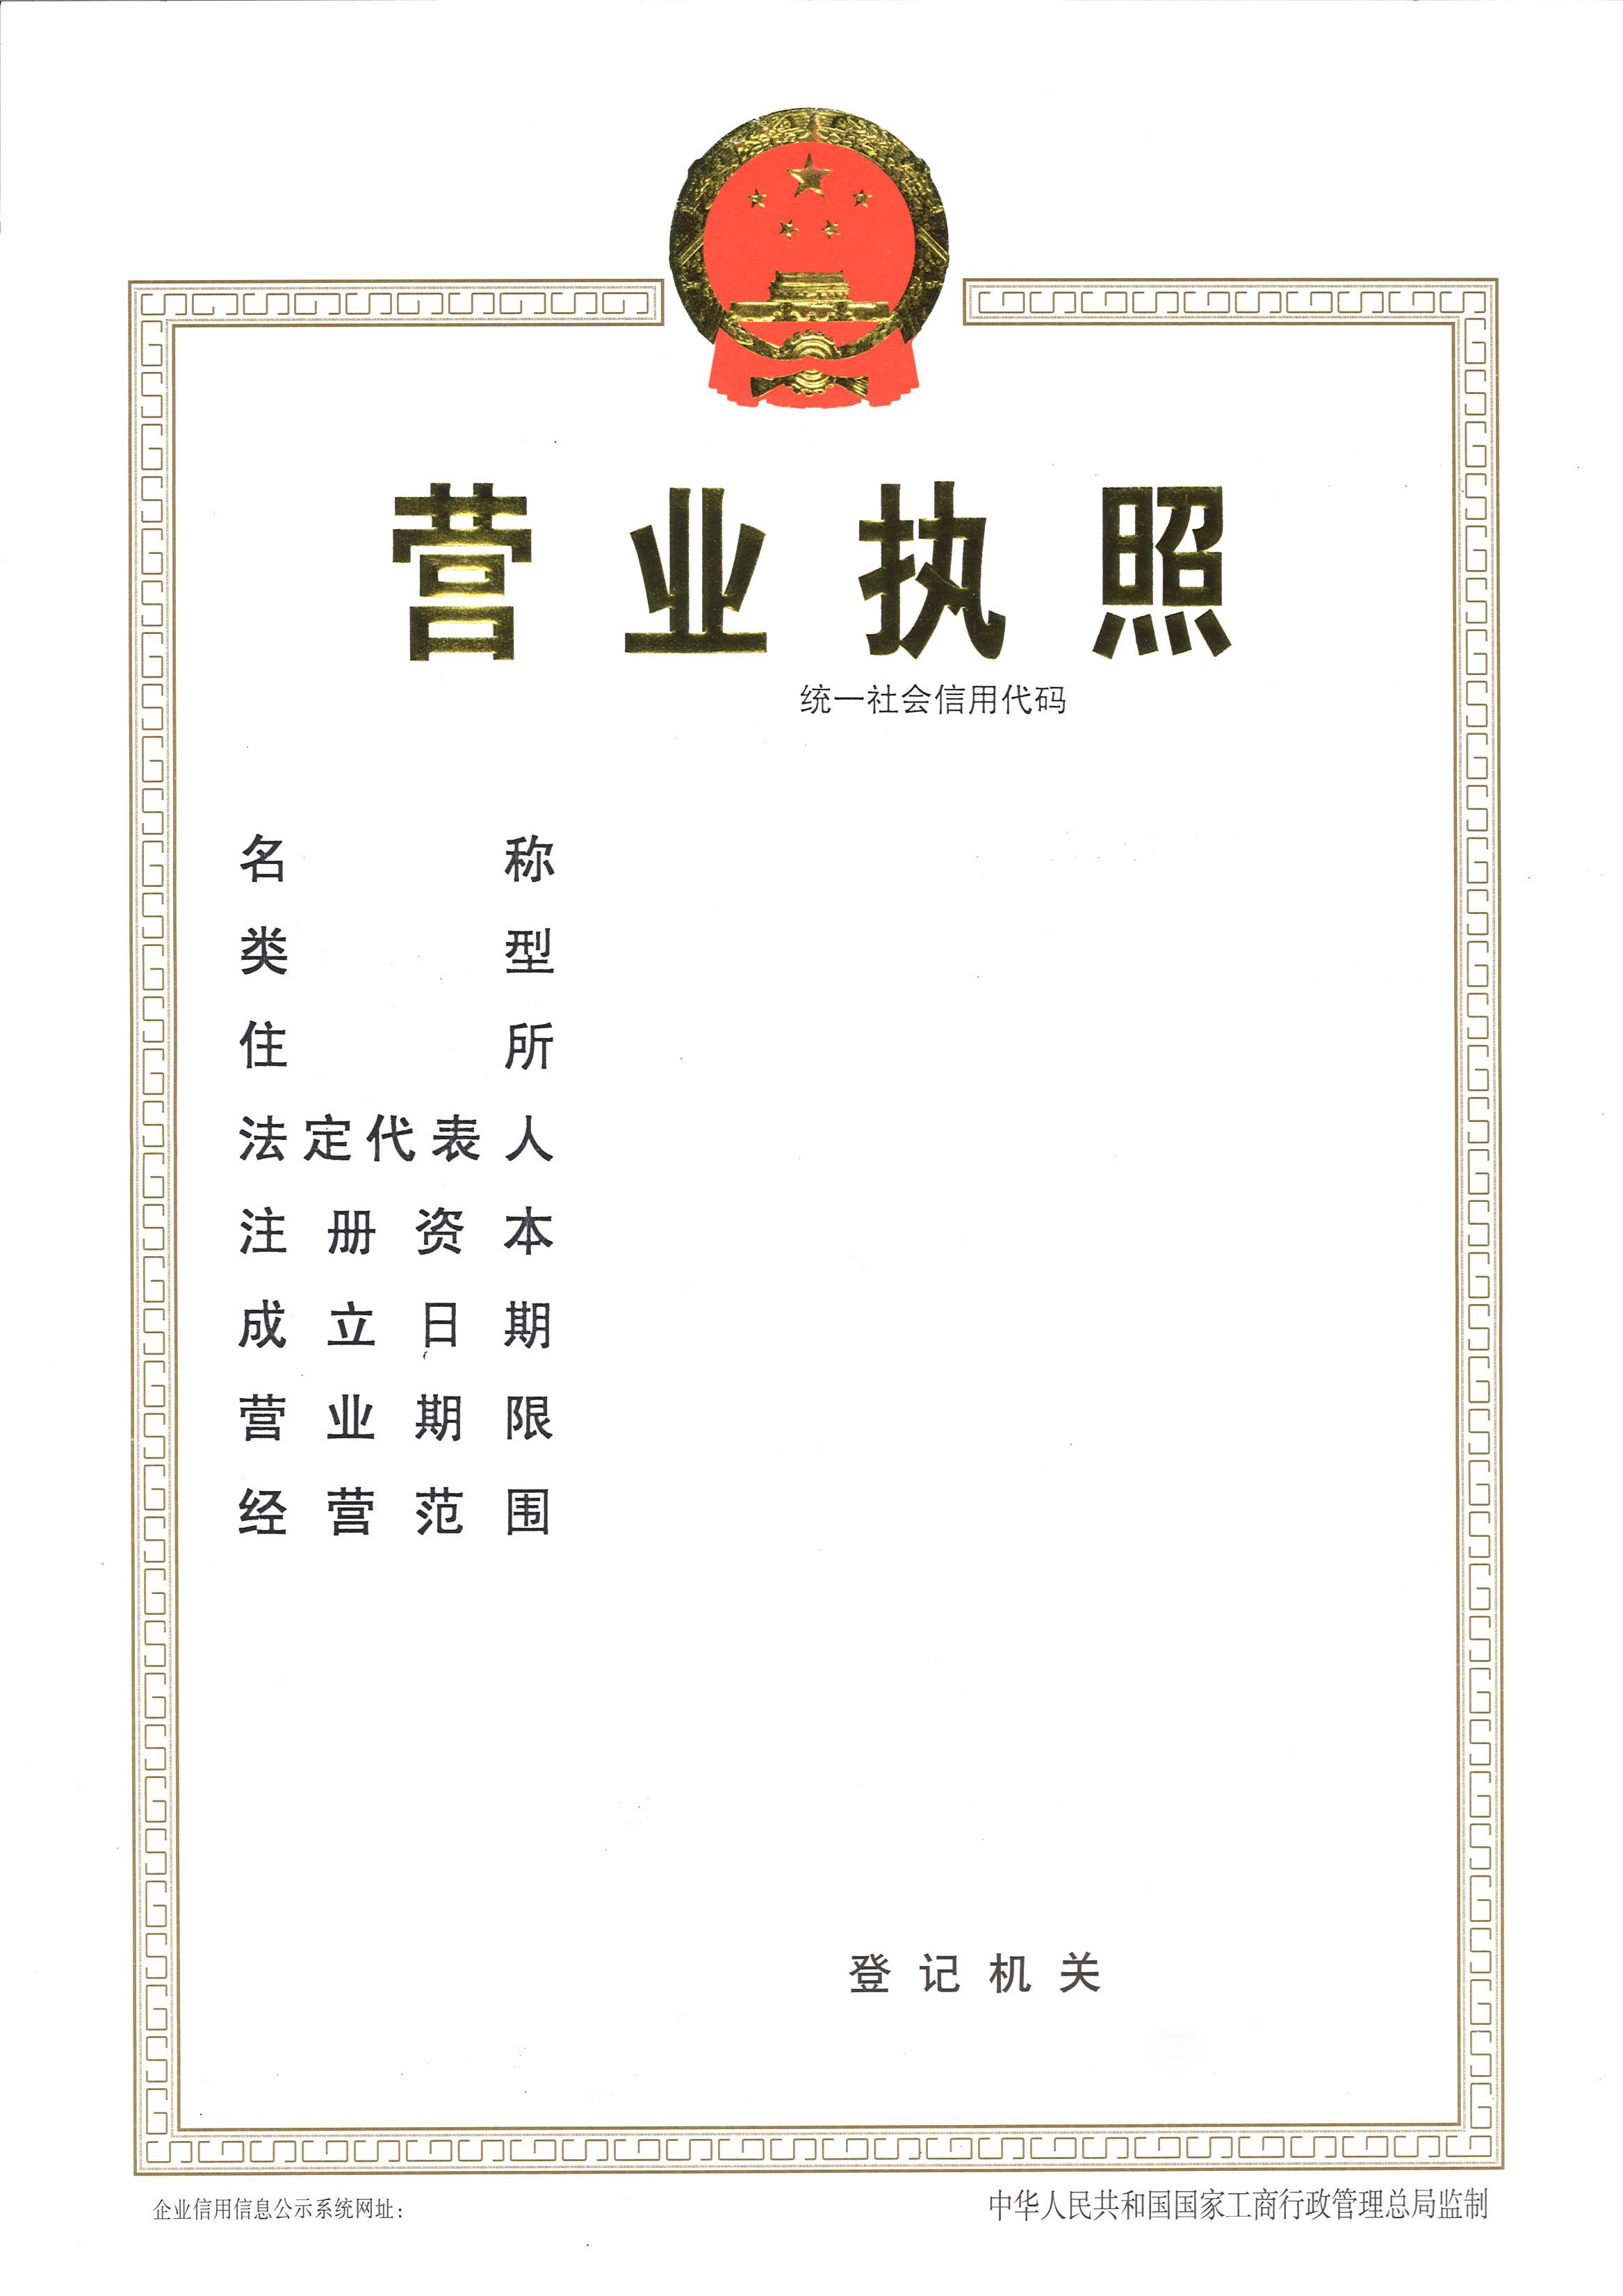 营业执照
统一社会信用代码
名称
类型
住所
法定代表人
注册资本
成立日期
营业期限
经营范围
登记机关
企业信用信息公示系统网址：
中华人民共和国国家工商行政管理总局监制